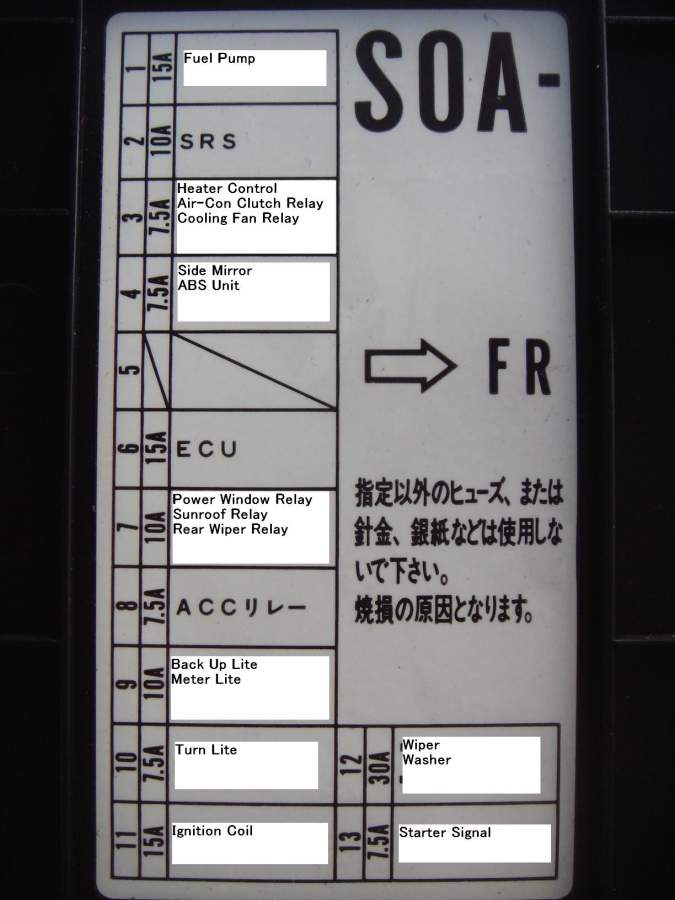 SOA-
1 15A Fuel Pump
2 10A SRS
3 7.5A Heater Control
Air-Con Clutch Relay
Cooling Fan Relay
4 7.5A Side Mirror
ABS Unit
5
6 15A ECU
7 10A Power Window Relay
Sunroof Relay
Rear Wiper Relay
8 7.5A ACCリレー
9 10A Back Up Lite
Meter Lite
10 7.5A Turn Lite
11 15A Ignition Coil
12 30A Wiper
Washer
13 7.5A Starter Signal
FR
指定以外のヒューズ、または
針金、銀紙などは使用しな
いで下さい。
焼損の原因となります。